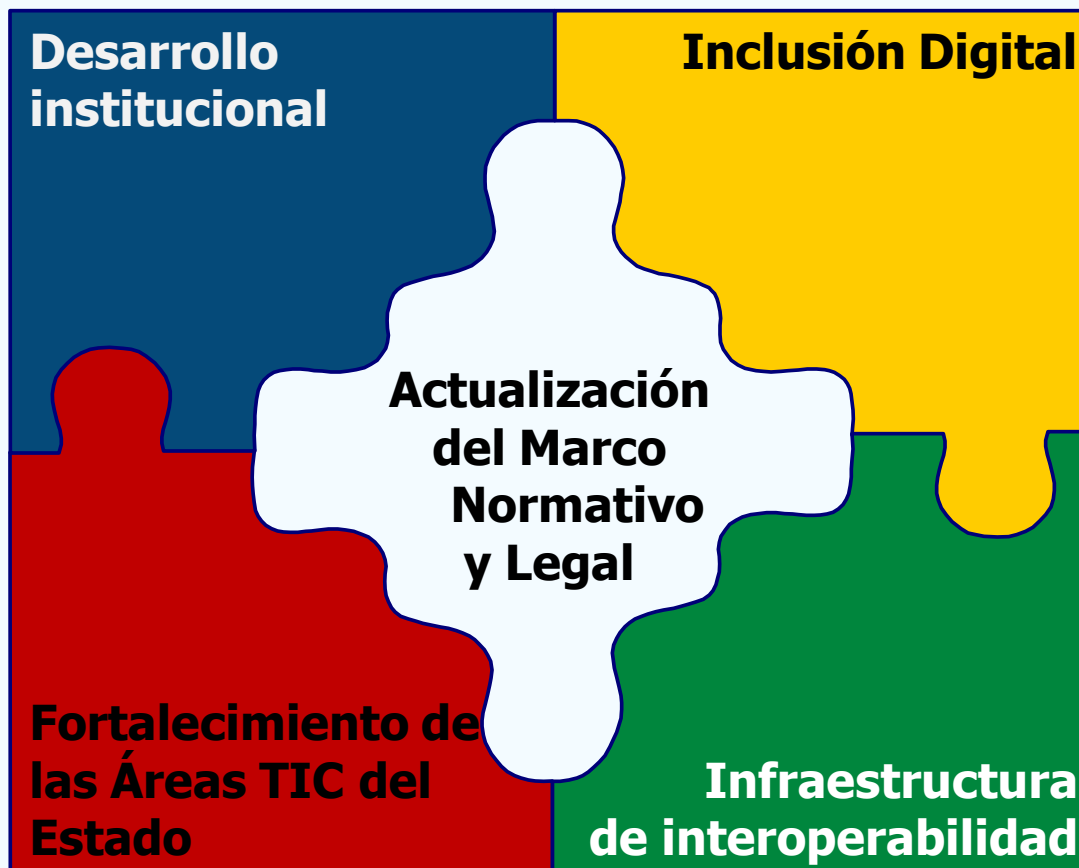 Desarrollo
institucional
Inclusión Digital
Actualización
del Marco
Normativo
y Legal
Fortalecimiento de
las Áreas TIC del
Estado
Infraestructura
de interoperabilidad